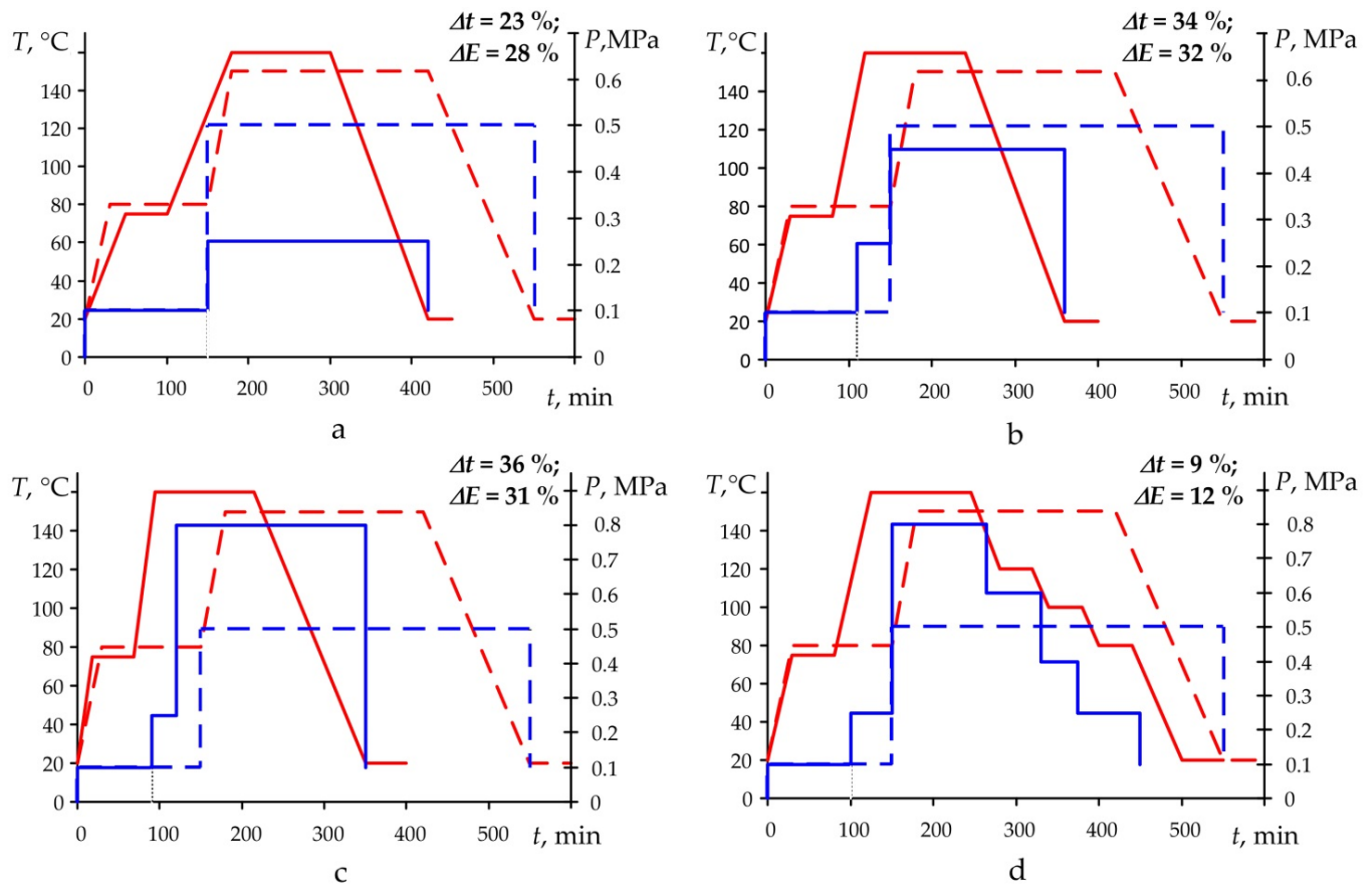 Δt = 23 %;
ΔE = 28 %
T, °C
P,MPa
140
120
100
80
60
40
20
0
0.6
0.5
0.4
0.3
0.2
0.1
0
0 100 200 300 400 500
t, min
a
Δt = 34 %;
ΔE = 32 %
T,°C
P, MPa
140
120
100
80
60
40
20
0
0.6
0.5
0.4
0.3
0.2
0.1
0
0 100 200 300 400 500
t, min
b
Δt = 36 %;
ΔE = 31 %
T, °C
P, MPa
140
120
100
80
60
40
20
0
0.8
0.7
0.6
0.5
0.4
0.3
0.2
0.1
0
0 100 200 300 400 500
t, min
c
Δt = 9 %;
ΔE = 12 %
T,°C
P, MPa
140
120
100
80
60
40
20
0
0.8
0.7
0.6
0.5
0.4
0.3
0.2
0.1
0
0 100 200 300 400 500
t, min
d